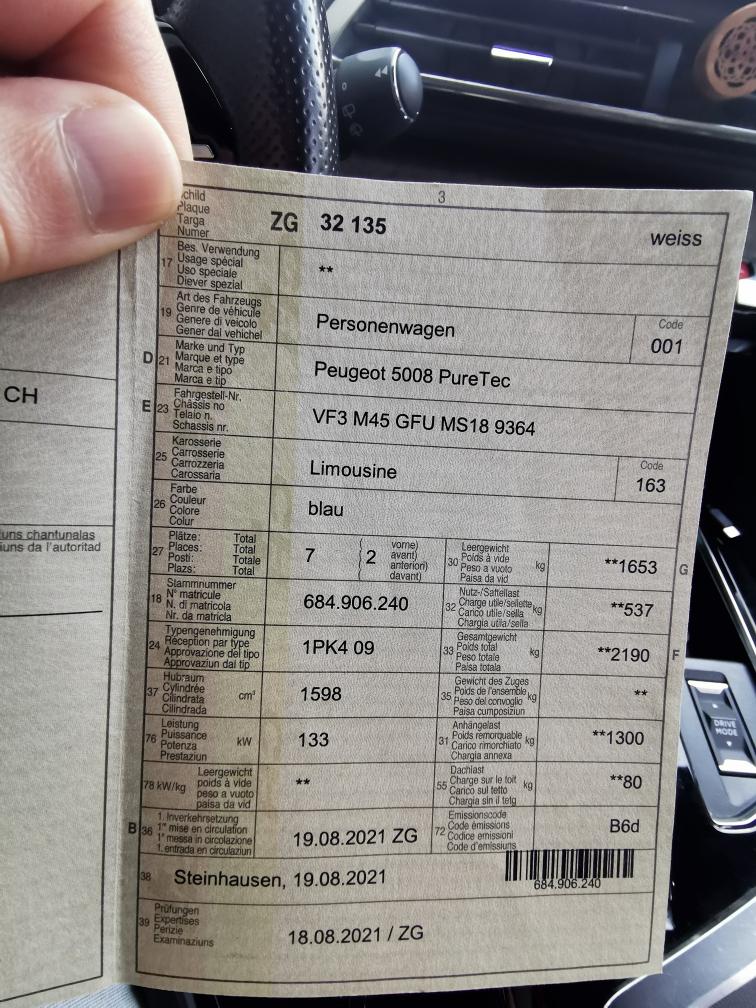 3
Schild
Plaque
Targa
Numer
ZG 32 135
weiss
17
Bes. Verwendung
Usage spécial
Uso speciale
Diever spezial
**
19
Art des Fahrzeugs
Genre de véhicule
Genere di veicolo
Gener dal vehichel
Personenwagen
Code
001
D 21
Marke und Typ
Marque et type
Marca e tipo
Marca e tip
Peugeot 5008 PureTec
E 23
Fahrgestell-Nr.
Châssis no
Telaio n.
Schassis nr.
VF3 M45 GFU MS18 9364
25
Karosserie
Carrosserie
Carrozzeria
Carossaria
Limousine
Code
163
26
Farbe
Couleur
Colore
Colur
blau
27
Plätze: Total
Places: Total
Posti: Totale
Plazs: Total
7
(2
vorne)
avant)
anteriori)
davant)
30
Leergewicht
Poids à vide
Peso a vuoto
Paisa da vid
kg
**1653
G
18
Stammnummer
N° matricule
N. di matricola
Nr. da matricla
684.906.240
32
Nutz-/Sattellast
Charge utile/sellette
Carico utile/sella
Chargia utila/sella
kg
**537
24
Typengenehmigung
Réception par type
Approvazione del tipo
Approvaziun dal tip
1PK4 09
33
Gesamtgewicht
Poids total
Peso totale
Paisa totala
kg
**2190
F
37
Hubraum
Cylindrée
Cilindrata
Cilindrada
cm³
1598
35
Gewicht des Zuges
Poids de l'ensemble
Peso del convoglio
Paisa cumposiziun
kg
**
76
Leistung
Puissance
Potenza
Prestaziun
kW
133
31
Anhängelast
Poids remorquable
Carico rimorchiato
Chargia annexa
kg
**1300
78 kW/kg
Leergewicht
poids à vide
peso a vuoto
paisa da vid
**
55
Dachlast
Charge sur le toit
Carico sul tetto
Chargia sin il tetg
kg
**80
B 36
1. Inverkehrsetzung
1re mise en circulation
1a messa in circolazione
1. entrada en circulaziun
19.08.2021 ZG
72
Emissionscode
Code émissions
Codice emissioni
Code d'emissiuns
B6d
38
Steinhausen, 19.08.2021
684.906.240
39
Prüfungen
Expertises
Perizie
Examinaziuns
18.08.2021 / ZG
CH
uns chantunalas
iuns da l'autoritad
DRIVE
MODE